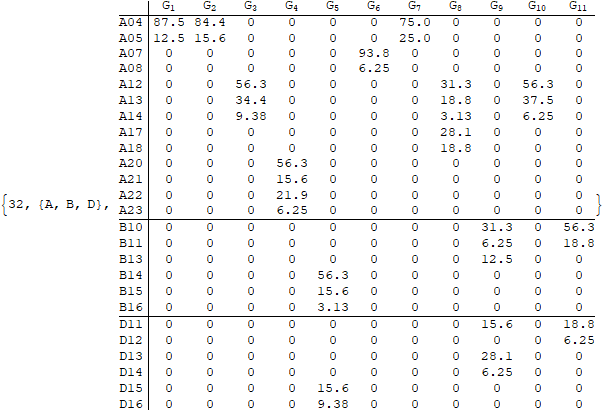 G₁ G₂ G₃ G₄ G₅ G₆ G₇ G₈ G₉ G₁₀ G₁₁
A04 87.5 84.4 0 0 0 0 75.0 0 0 0 0
A05 12.5 15.6 0 0 0 0 25.0 0 0 0 0
A07 0 0 0 0 0 93.8 0 0 0 0 0
A08 0 0 0 0 0 6.25 0 0 0 0 0
A12 0 0 56.3 0 0 0 0 31.3 0 56.3 0
A13 0 0 34.4 0 0 0 0 18.8 0 37.5 0
A14 0 0 9.38 0 0 0 0 3.13 0 6.25 0
A17 0 0 0 0 0 0 0 28.1 0 0 0
A18 0 0 0 0 0 0 0 18.8 0 0 0
A20 0 0 0 56.3 0 0 0 0 0 0 0
A21 0 0 0 15.6 0 0 0 0 0 0 0
A22 0 0 0 21.9 0 0 0 0 0 0 0
{32, {A, B, D}, A23 0 0 0 6.25 0 0 0 0 0 0 0 }
B10 0 0 0 0 0 0 0 0 31.3 0 56.3
B11 0 0 0 0 0 0 0 0 6.25 0 18.8
B13 0 0 0 0 0 0 0 0 12.5 0 0
B14 0 0 0 0 56.3 0 0 0 0 0 0
B15 0 0 0 0 15.6 0 0 0 0 0 0
B16 0 0 0 0 3.13 0 0 0 0 0 0
D11 0 0 0 0 0 0 0 0 15.6 0 18.8
D12 0 0 0 0 0 0 0 0 0 0 6.25
D13 0 0 0 0 0 0 0 0 28.1 0 0
D14 0 0 0 0 0 0 0 0 6.25 0 0
D15 0 0 0 0 15.6 0 0 0 0 0 0
D16 0 0 0 0 9.38 0 0 0 0 0 0